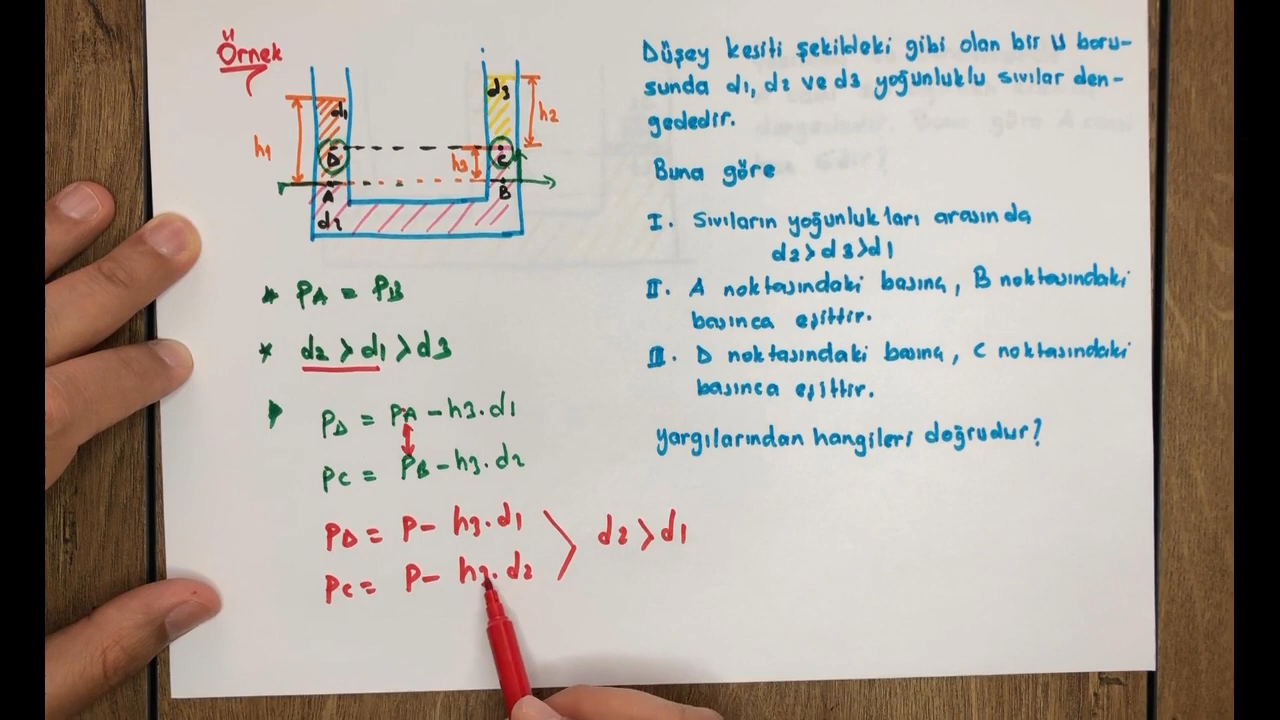 Örnek
d1
d3
h1
h2
h3
D
C
A
B
d2
Düşey kesiti şekildeki gibi olan bir U boru-
sunda d1, d2 ve d3 yoğunluklu sıvılar den-
gededir.
Buna göre
I. Sıvıların yoğunlukları arasında
d2 > d3 > d1
II. A noktasındaki basınç, B noktasındaki
basınca eşittir.
III. D noktasındaki basınç, C noktasındaki
basınca eşittir.
yargılarından hangileri doğrudur?
* PA = PB
* d2 > d1 > d3
PD = PA - h3.d1
PC = PB - h3.d2
PD = P - h3.d1
PC = P - h3.d2
d2 > d1